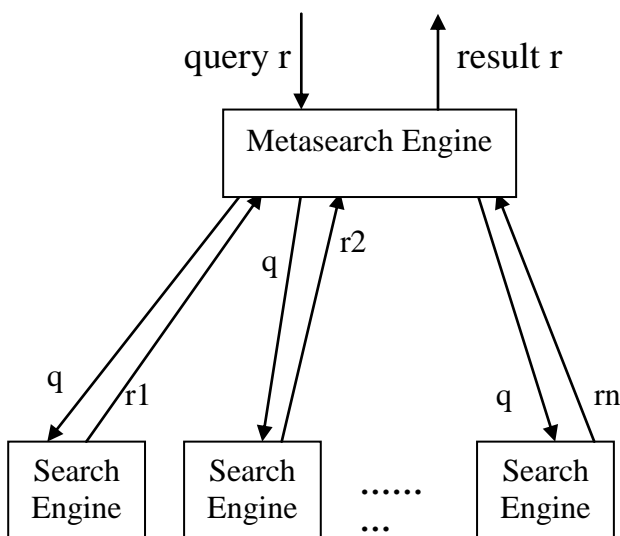 query r
result r
Metasearch Engine
q
r2
q
r1
q
rn
Search
Engine
Search
Engine
......
...
Search
Engine